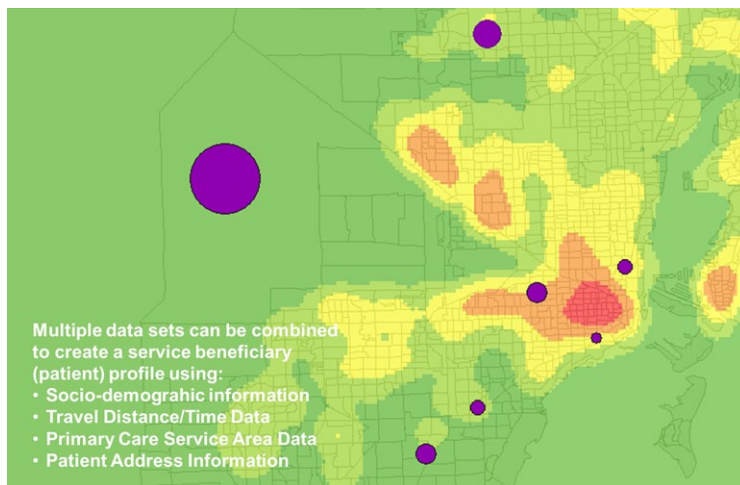 Multiple data sets can be combined
to create a service beneficiary
(patient) profile using:
• Socio-demograhic information
• Travel Distance/Time Data
• Primary Care Service Area Data
• Patient Address Information